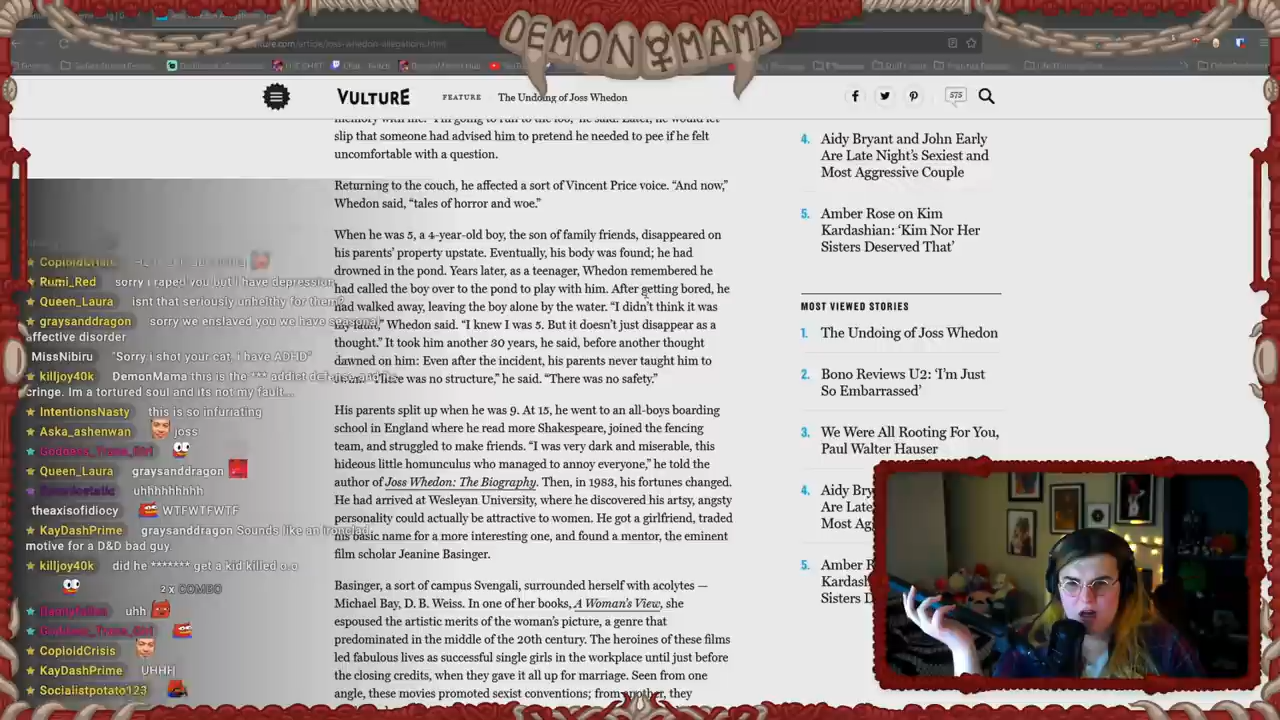 DEMON MAMA
VULTURE
FEATURE
The Undoing of Joss Whedon
575
slip that someone had advised him to pretend he needed to pee if he felt
uncomfortable with a question.
Returning to the couch, he affected a sort of Vincent Price voice. “And now,”
Whedon said, “tales of horror and woe.”
When he was 5, a 4-year-old boy, the son of family friends, disappeared on
his parents’ property upstate. Eventually, his body was found; he had
drowned in the pond. Years later, as a teenager, Whedon remembered he
had called the boy over to the pond to play with him. After getting bored, he
had walked away, leaving the boy alone by the water. “I didn’t think it was
my fault,” Whedon said. “I knew I was 5. But it doesn’t just disappear as a
thought.” It took him another 30 years, he said, before another thought
dawned on him: Even after the incident, his parents never taught him to
“There was no structure,” he said. “There was no safety.”
His parents split up when he was 9. At 15, he went to an all-boys boarding
school in England where he read more Shakespeare, joined the fencing
team, and struggled to make friends. “I was very dark and miserable, this
hideous little homunculus who managed to annoy everyone,” he told the
author of Joss Whedon: The Biography. Then, in 1983, his fortunes changed.
He had arrived at Wesleyan University, where he discovered his artsy, angsty
personality could actually be attractive to women. He got a girlfriend, traded
his basic name for a more interesting one, and found a mentor, the eminent
film scholar Jeanine Basinger.
Basinger, a sort of campus Svengali, surrounded herself with acolytes —
Michael Bay, D. B. Weiss. In one of her books, A Woman’s View, she
espoused the artistic merits of the woman’s picture, a genre that
predominated in the middle of the 20th century. The heroines of these films
led fabulous lives as successful single girls in the workplace until just before
the closing credits, when they gave it all up for marriage. Seen from one
angle, these movies promoted sexist conventions; from another, they
4. Aidy Bryant and John Early
Are Late Night’s Sexiest and
Most Aggressive Couple
5. Amber Rose on Kim
Kardashian: ‘Kim Nor Her
Sisters Deserved That’
MOST VIEWED STORIES
1. The Undoing of Joss Whedon
2. Bono Reviews U2: ‘I’m Just
So Embarrassed’
3. We Were All Rooting For You,
Paul Walter Hauser
4. Aidy Bry
Are Late
Most Ag
5. Amber R
Kardash
Sisters D
CopioidCrisis
Rumi_Red sorry i raped you but i have depression
Queen_Laura isnt that seriously unhelthy for them?
graysanddragon sorry we enslaved you we have seasonal
affective disorder
MissNibiru "Sorry i shot your cat, i have ADHD"
killjoy40k DemonMama this is the *** addict defense and its
cringe. Im a tortured soul and its not my fault...
IntentionsNasty this is so infuriating
Aska_ashenwan joss
Goddess_Trans_Girl
Queen_Laura graysandragon
uhhhhhhhhh
theaxisofidiocy WTFWTFWTF
KayDashPrime graysanddragon Sounds like an
motive for a D&D bad guy
killjoy40k did he ******* get a kid killed o.o
2 x COMBO
uhh
Goddess_Trans_Girl
CopioidCrisis
KayDashPrime UHHH
Socialistpotato123